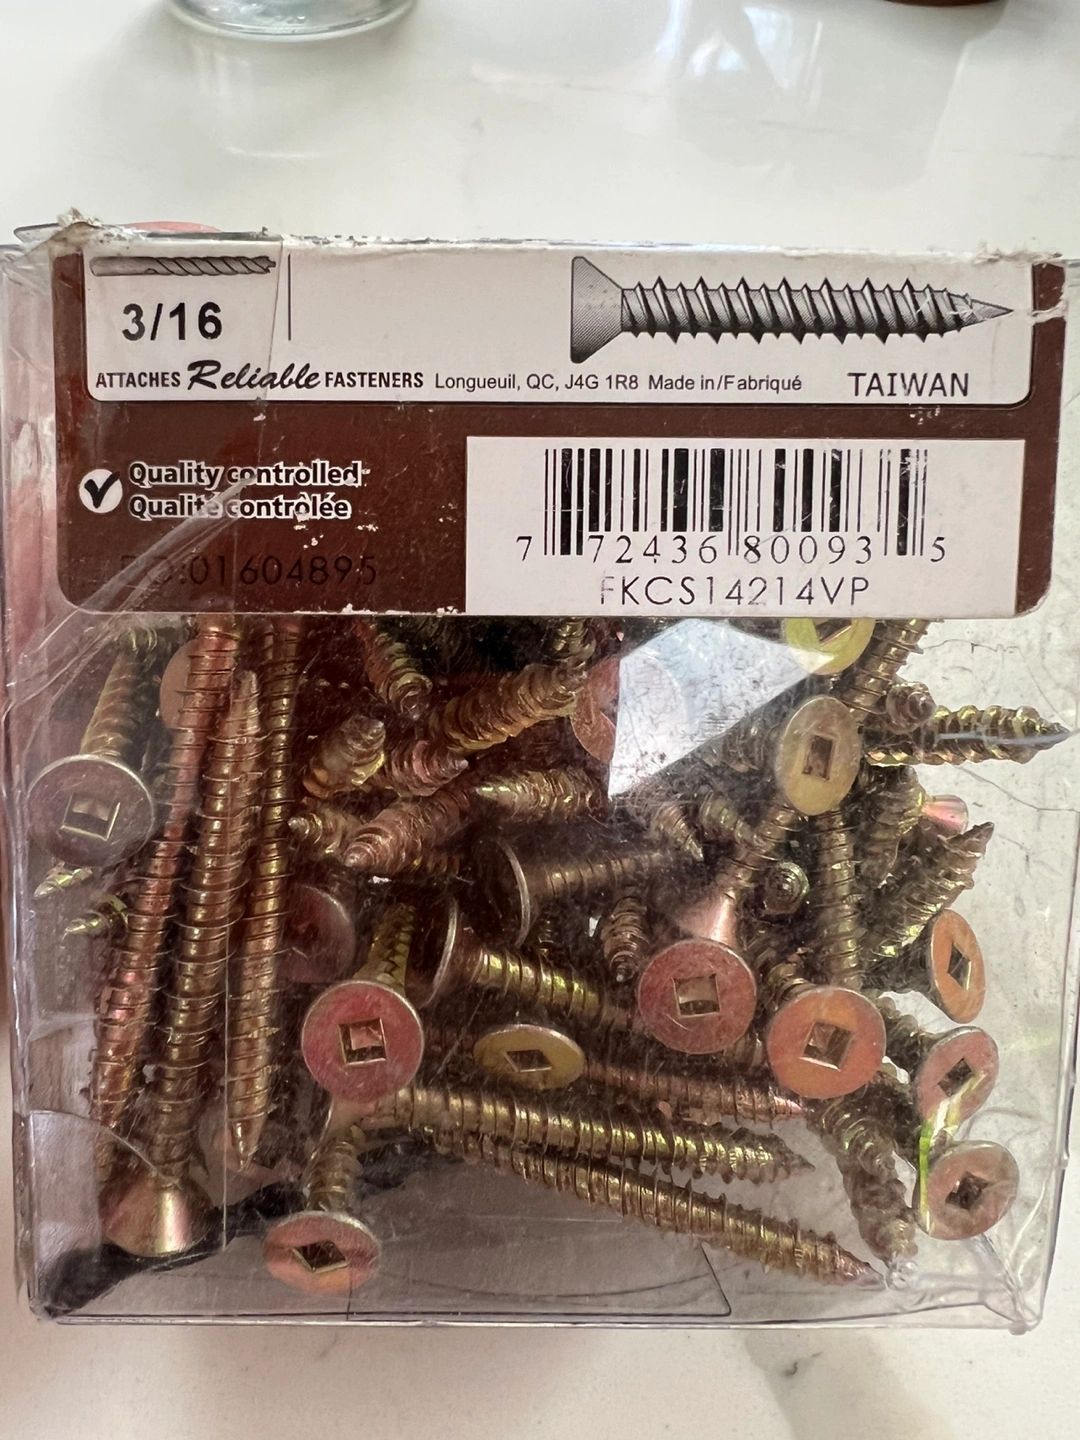 3/16
ATTACHES Reliable FASTENERS Longueuil, QC, J4G 1R8 Made in/Fabriqué TAIWAN
Quality controlled
Qualité contrôlée
7 72436 80093 5
:01604895
FKCS14214VP